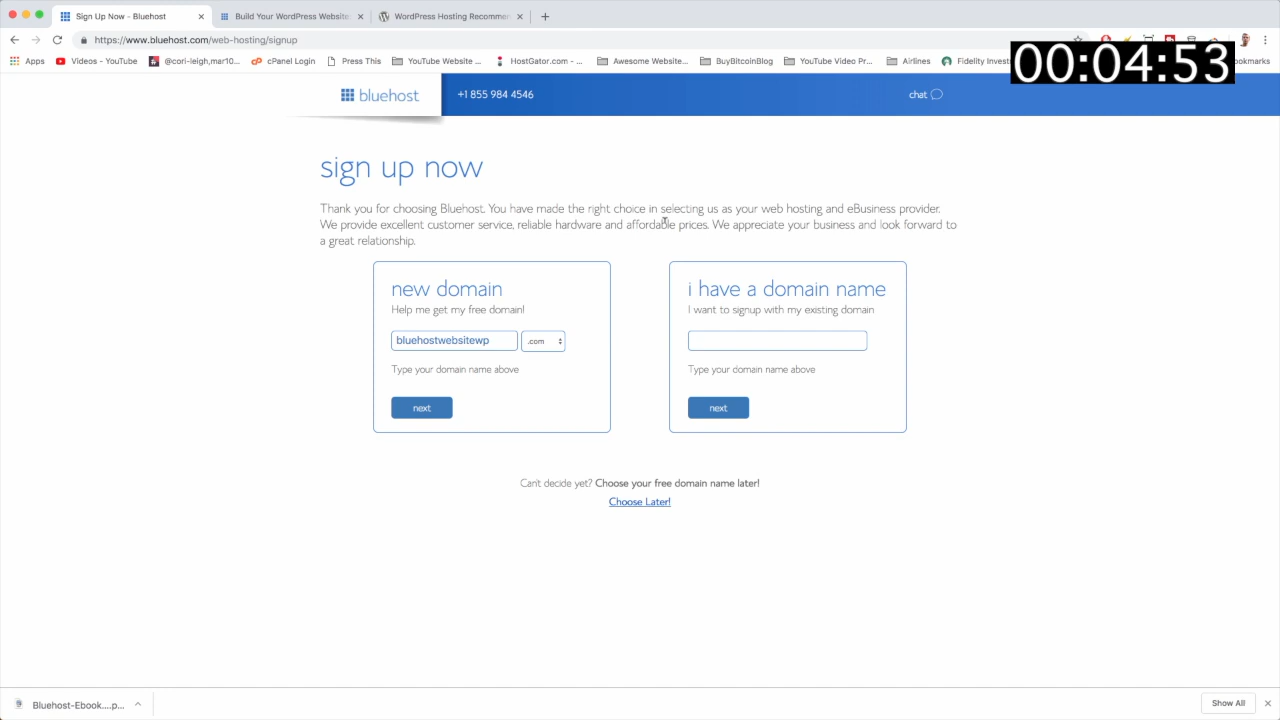 Sign Up Now - Bluehost
Build Your WordPress Website
WordPress Hosting Recommen
https://www.bluehost.com/web-hosting/signup
Apps
Videos - YouTube
@cori-leigh,mar10...
cPanel Login
Press This
YouTube Website ...
HostGator.com - ...
Awesome Website...
BuyBitcoinBlog
YouTube Video Pr...
Airlines
Fidelity Invest
okmarks
00:04:53
bluehost
+1 855 984 4546
chat
sign up now
Thank you for choosing Bluehost. You have made the right choice in selecting us as your web hosting and eBusiness provider.
We provide excellent customer service, reliable hardware and affordable prices. We appreciate your business and look forward to
a great relationship.
new domain
Help me get my free domain!
bluehostwebsitewp
.com
Type your domain name above
next
i have a domain name
I want to signup with my existing domain
Type your domain name above
next
Can't decide yet? Choose your free domain name later!
Choose Later!
Bluehost-Ebook....p...
Show All